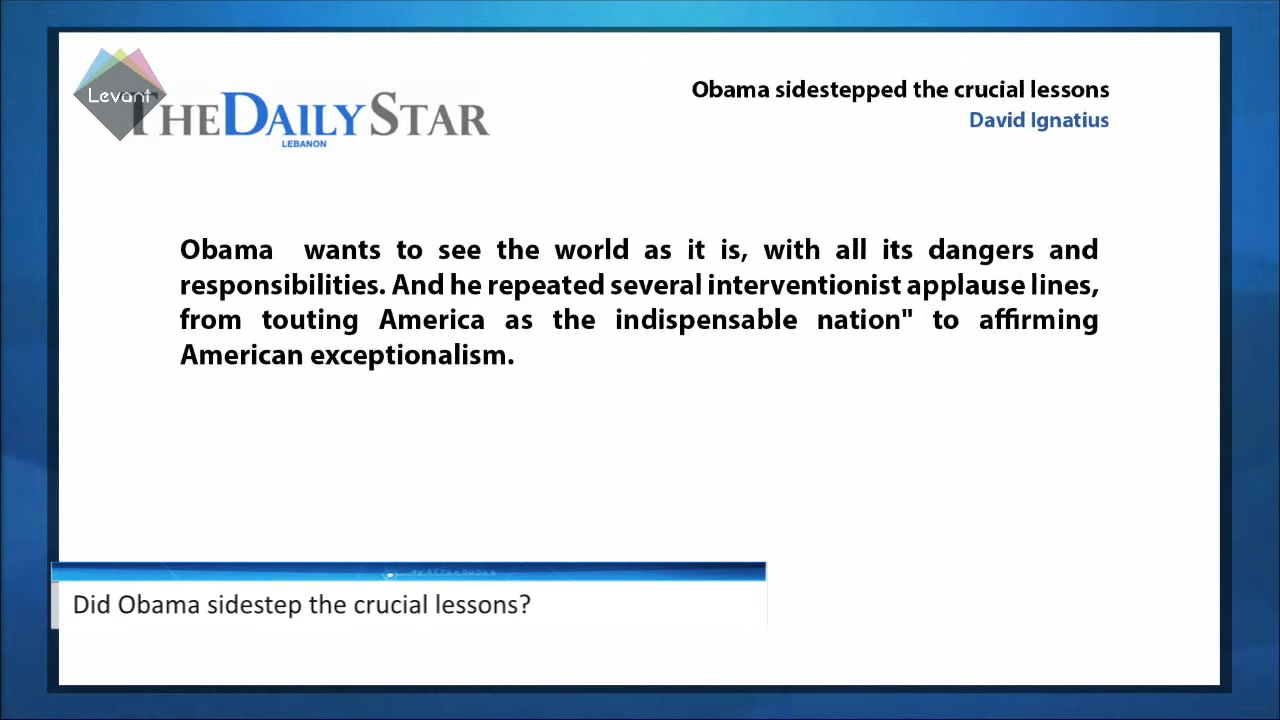 Levant
THE DAILY STAR
LEBANON
Obama sidestepped the crucial lessons
David Ignatius
Obama wants to see the world as it is, with all its dangers and
responsibilities. And he repeated several interventionist applause lines,
from touting America as the indispensable nation" to affirming
American exceptionalism.
Did Obama sidestep the crucial lessons?